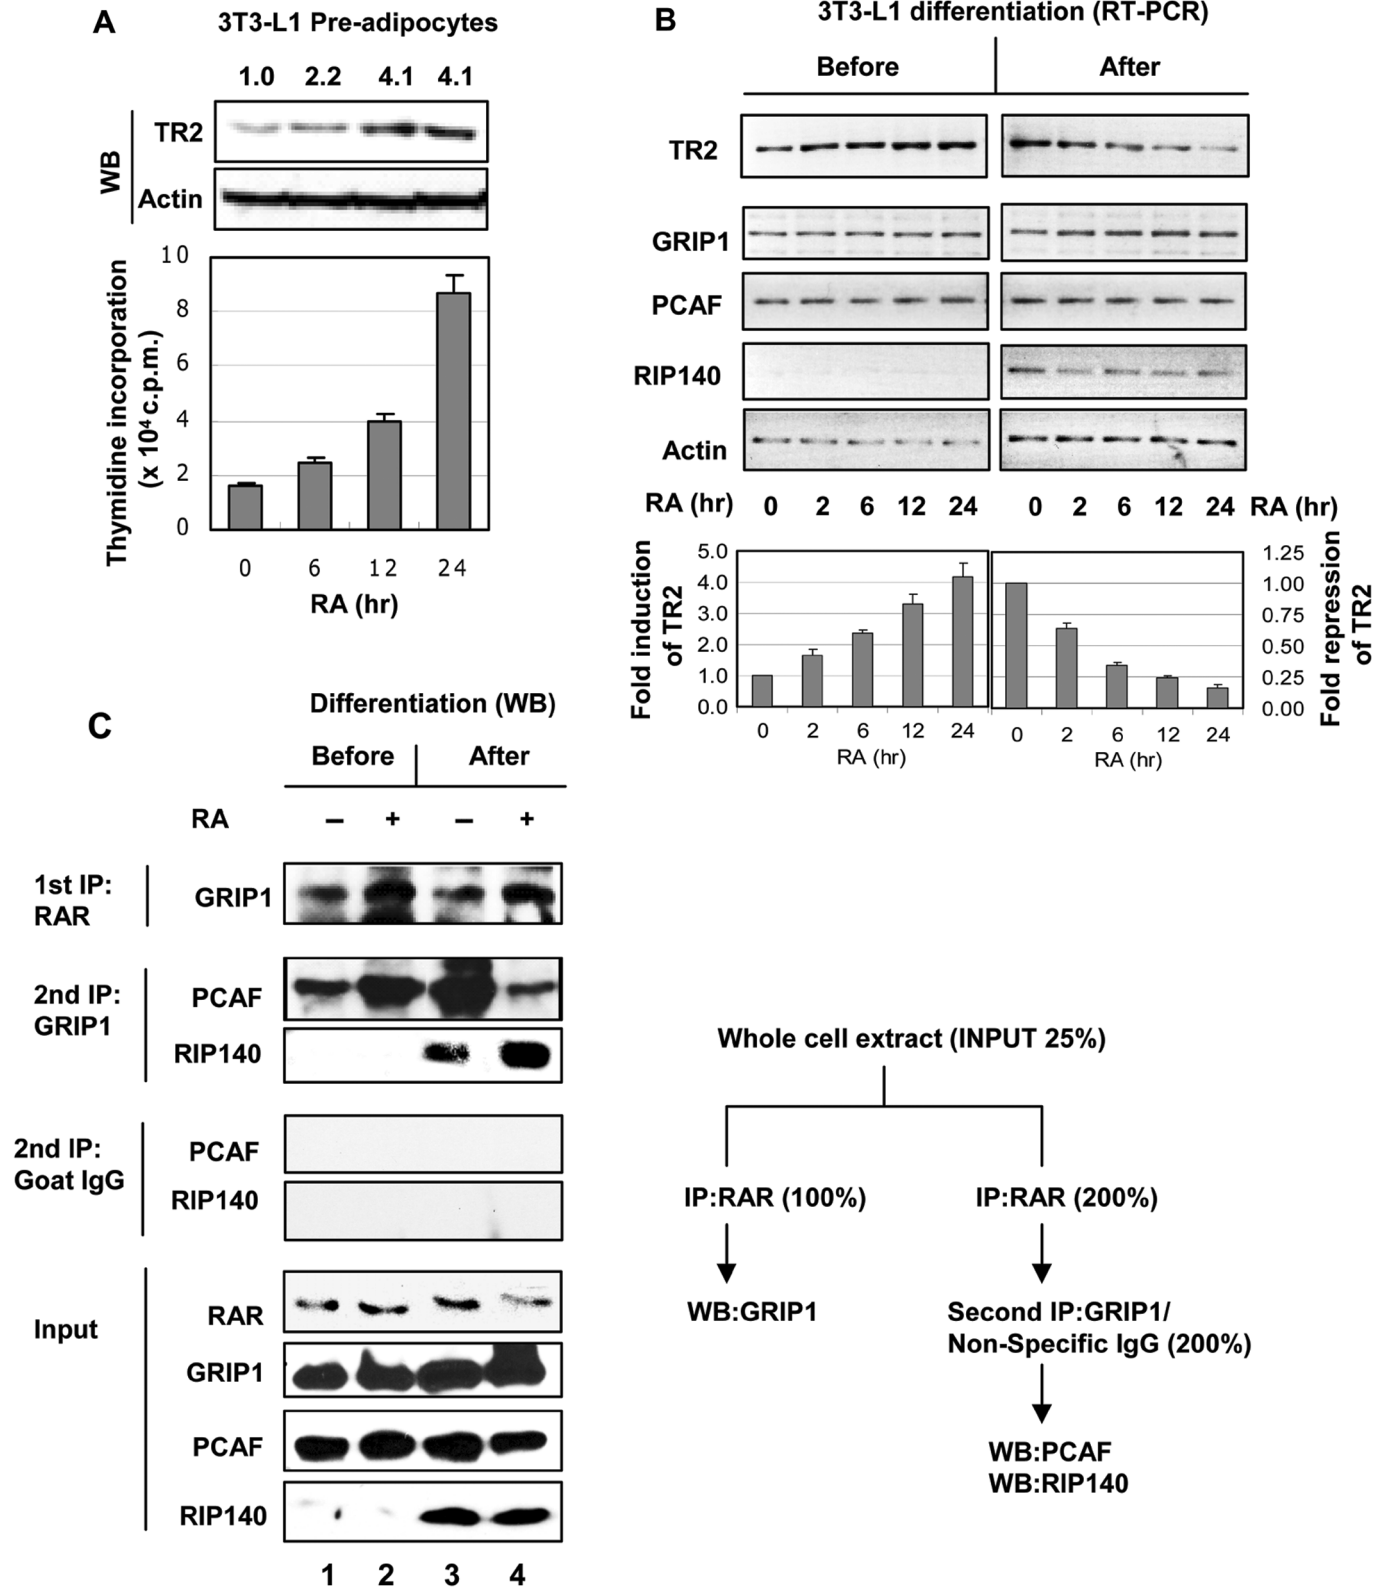 A
3T3-L1 Pre-adipocytes
1.0 2.2 4.1 4.1
WB
TR2
Actin
Thymidine incorporation
(x 10⁴ c.p.m.)
10
8
6
4
2
0
0 6 12 24
RA (hr)
B
3T3-L1 differentiation (RT-PCR)
Before After
TR2
GRIP1
PCAF
RIP140
Actin
RA (hr) 0 2 6 12 24 0 2 6 12 24 RA (hr)
Fold induction
of TR2
5.0
4.0
3.0
2.0
1.0
0.0
0 2 6 12 24
RA (hr)
1.25
1.00
0.75
0.50
0.25
0.00
Fold repression
of TR2
0 2 6 12 24
RA (hr)
C
Differentiation (WB)
Before After
RA – + – +
1st IP:
RAR
GRIP1
2nd IP:
GRIP1
PCAF
RIP140
2nd IP:
Goat IgG
PCAF
RIP140
Input
RAR
GRIP1
PCAF
RIP140
1 2 3 4
Whole cell extract (INPUT 25%)
IP:RAR (100%)
WB:GRIP1
IP:RAR (200%)
Second IP:GRIP1/
Non-Specific IgG (200%)
WB:PCAF
WB:RIP140